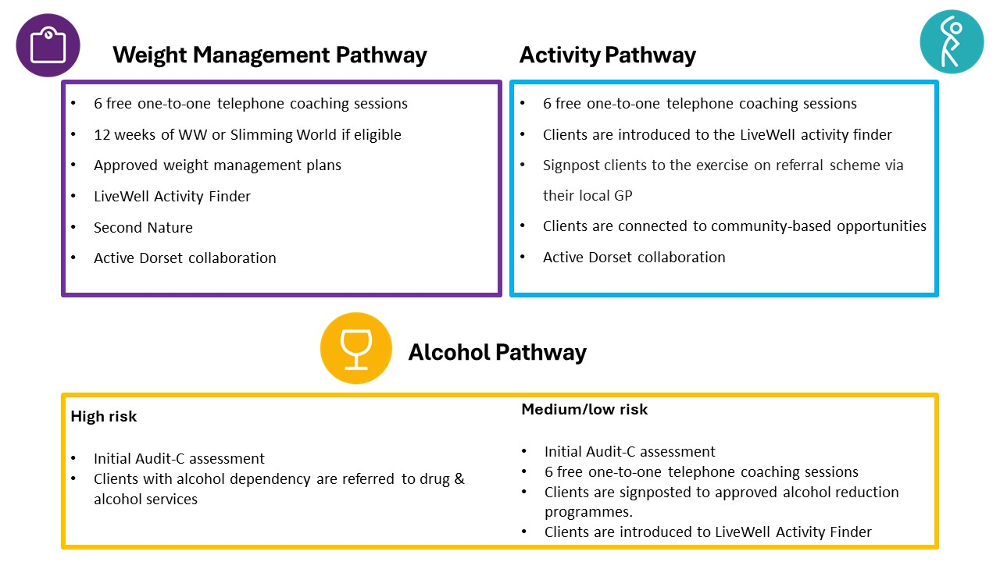 Weight Management Pathway
• 6 free one-to-one telephone coaching sessions
• 12 weeks of WW or Slimming World if eligible
• Approved weight management plans
• LiveWell Activity Finder
• Second Nature
• Active Dorset collaboration
Activity Pathway
• 6 free one-to-one telephone coaching sessions
• Clients are introduced to the LiveWell activity finder
• Signpost clients to the exercise on referral scheme via
their local GP
• Clients are connected to community-based opportunities
• Active Dorset collaboration
Alcohol Pathway
High risk
• Initial Audit-C assessment
• Clients with alcohol dependency are referred to drug &
alcohol services
Medium/low risk
• Initial Audit-C assessment
• 6 free one-to-one telephone coaching sessions
• Clients are signposted to approved alcohol reduction
programmes.
• Clients are introduced to LiveWell Activity Finder